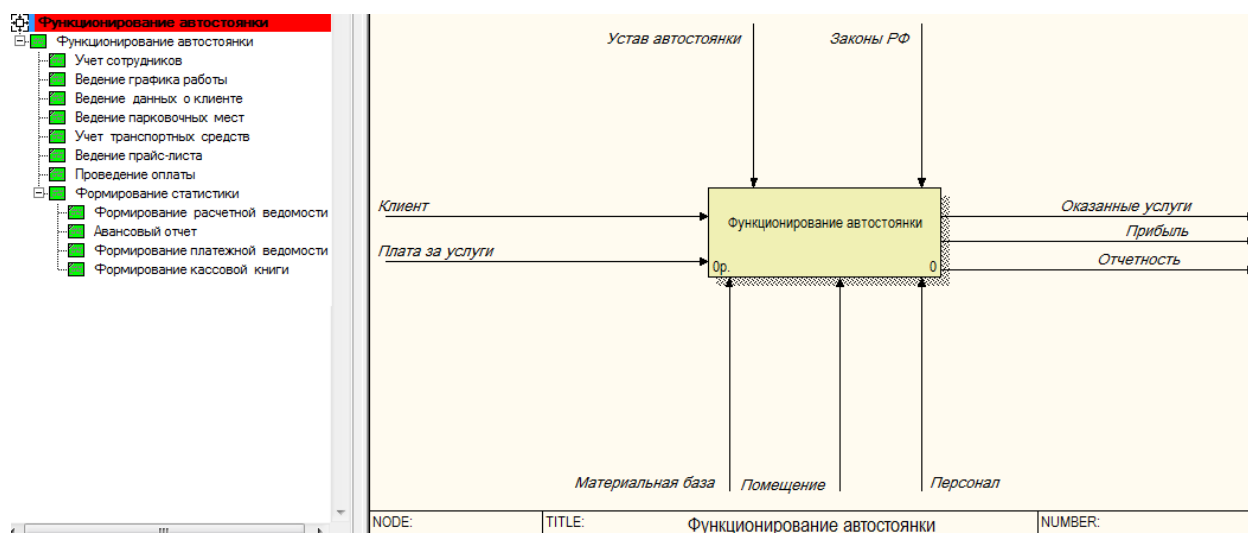 Функционирование автостоянки
Функционирование автостоянки
Учет сотрудников
Ведение графика работы
Ведение данных о клиенте
Ведение парковочных мест
Учет транспортных средств
Ведение прайс-листа
Проведение оплаты
Формирование статистики
Формирование расчетной ведомости
Авансовый отчет
Формирование платежной ведомости
Формирование кассовой книги
Устав автостоянки
Законы РФ
Клиент
Плата за услуги
Функционирование автостоянки
0р.
0
Оказанные услуги
Прибыль
Отчетность
Материальная база
Помещение
Персонал
NODE:
TITLE:
Функционирование автостоянки
NUMBER: